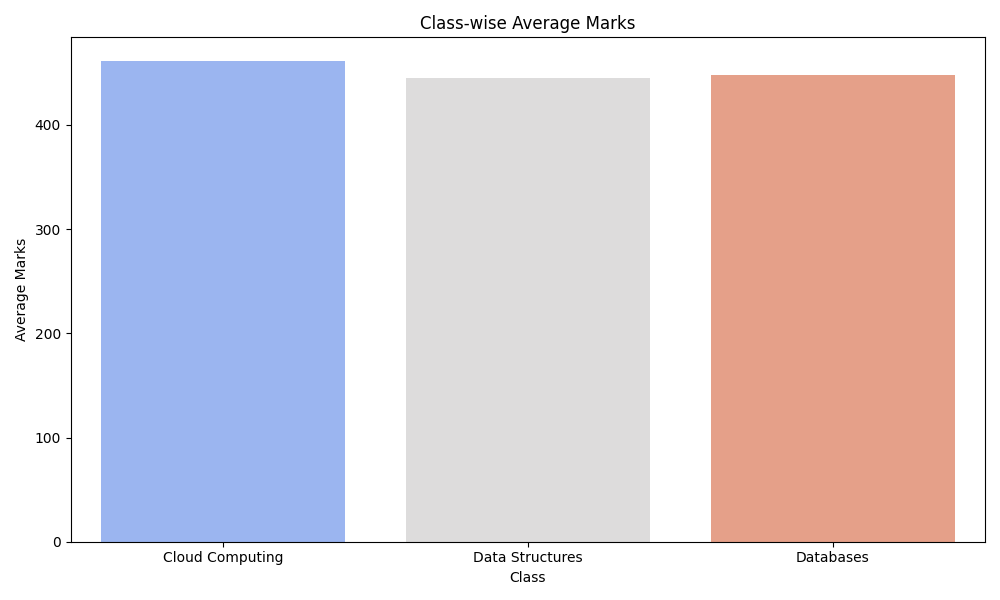 Class-wise Average Marks
Average Marks
400
300
200
100
0
Cloud Computing
Data Structures
Databases
Class